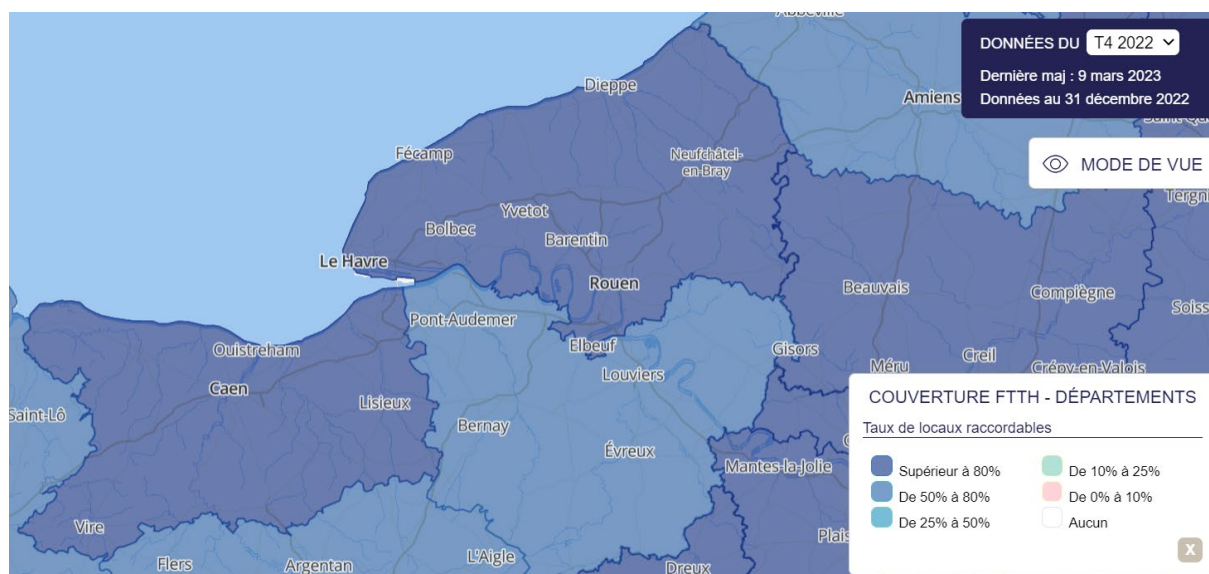 Abbeville
DONNÉES DU T4 2022
Dernière maj : 9 mars 2023
Données au 31 décembre 2022
Dieppe
Amiens
Fécamp
Neufchâtel-
en-Bray
MODE DE VUE
Tergni
Yvetot
Bolbec
Barentin
Le Havre
Rouen
Beauvais
Compiègne
Soiss
Pont-Audemer
Ouistreham
Elbeuf
Gisors
Creil
Méru
Crépy-en-Valois
Louviers
Caen
Lisieux
Saint-Lô
Bernay
Évreux
Mantes-la-Jolie
COUVERTURE FTTH - DÉPARTEMENTS
Taux de locaux raccordables
Supérieur à 80%
De 10% à 25%
De 50% à 80%
De 0% à 10%
De 25% à 50%
Aucun
Vire
Plais
Flers
Argentan
L'Aigle
Dreux
X